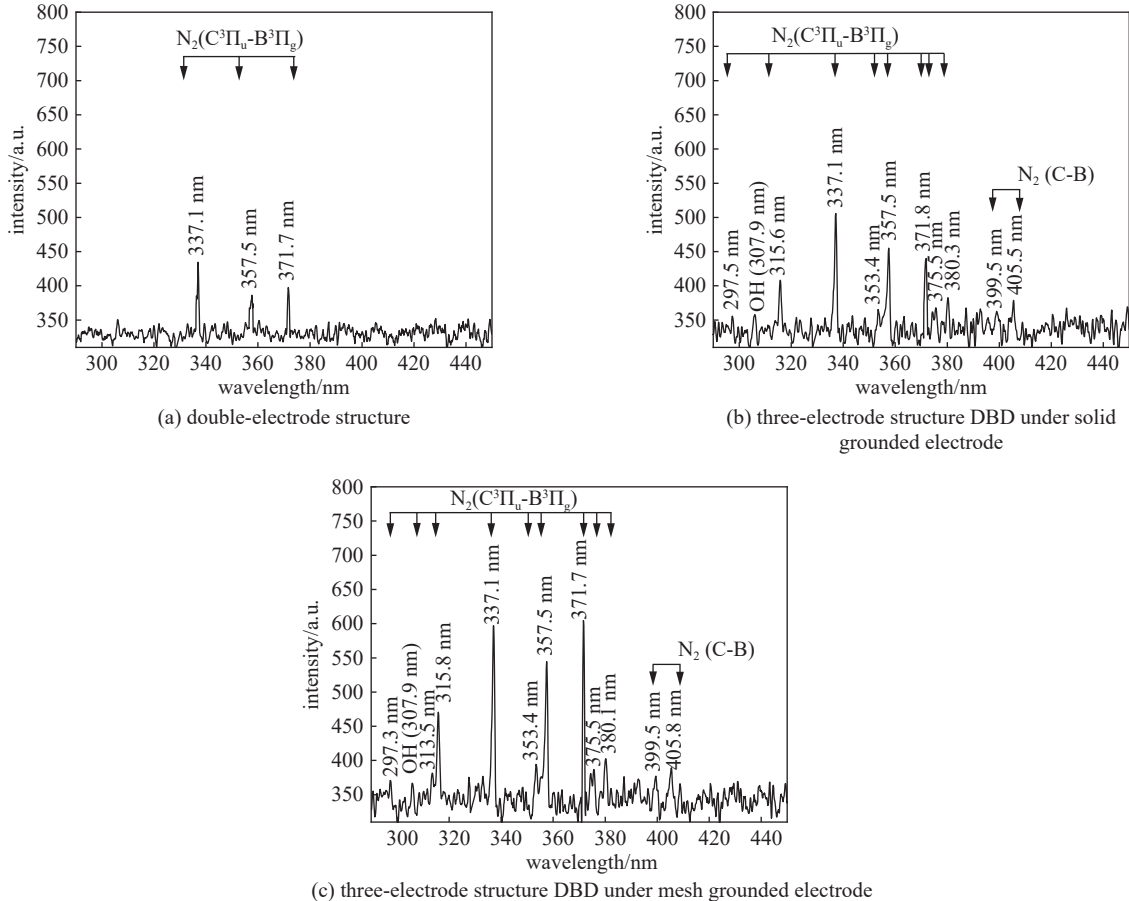 800
750
700
650
600
550
500
450
400
350
intensity/a.u.
N₂(C³Πᵤ-B³Π_g)
337.1 nm
357.5 nm
371.7 nm
300 320 340 360 380 400 420 440
wavelength/nm
(a) double-electrode structure
800
750
700
650
600
550
500
450
400
350
intensity/a.u.
N₂(C³Πᵤ-B³Π_g)
297.5 nm
OH (307.9 nm)
315.6 nm
337.1 nm
353.4 nm
357.5 nm
371.8 nm
375.5 nm
380.3 nm
N₂ (C-B)
399.5 nm
405.5 nm
300 320 340 360 380 400 420 440
wavelength/nm
(b) three-electrode structure DBD under solid
grounded electrode
800
750
700
650
600
550
500
450
400
350
intensity/a.u.
N₂(C³Πᵤ-B³Π_g)
297.3 nm
OH (307.9 nm)
313.5 nm
315.8 nm
337.1 nm
353.4 nm
357.5 nm
371.7 nm
375.5 nm
380.1 nm
N₂ (C-B)
399.5 nm
405.8 nm
300 320 340 360 380 400 420 440
wavelength/nm
(c) three-electrode structure DBD under mesh grounded electrode